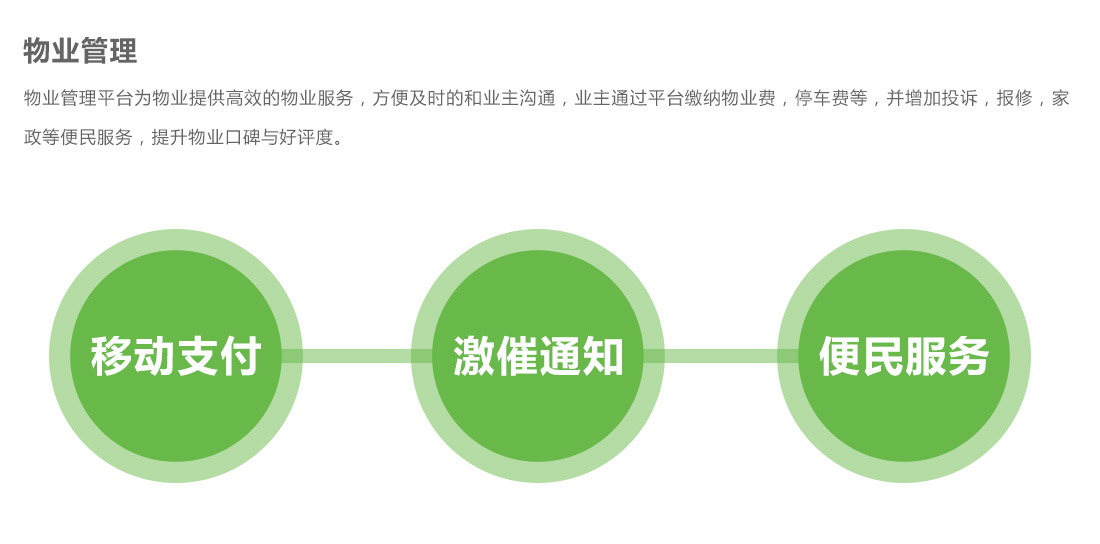 物业管理
物业管理平台为物业提供高效的物业服务，方便及时的和业主沟通，业主通过平台缴纳物业费，停车费等，并增加投诉，报修，家
政等便民服务，提升物业口碑与好评度。
移动支付
激催通知
便民服务